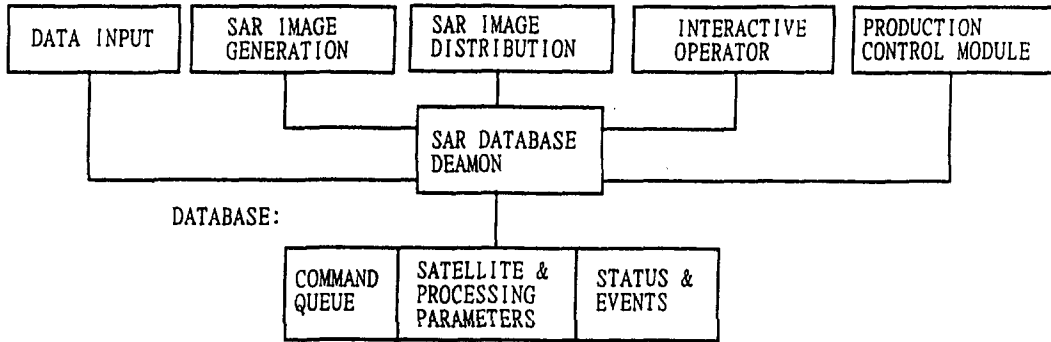 DATA INPUT
SAR IMAGE
GENERATION
SAR IMAGE
DISTRIBUTION
INTERACTIVE
OPERATOR
PRODUCTION
CONTROL MODULE
SAR DATABASE
DEAMON
DATABASE:
COMMAND
QUEUE
SATELLITE &
PROCESSING
PARAMETERS
STATUS &
EVENTS